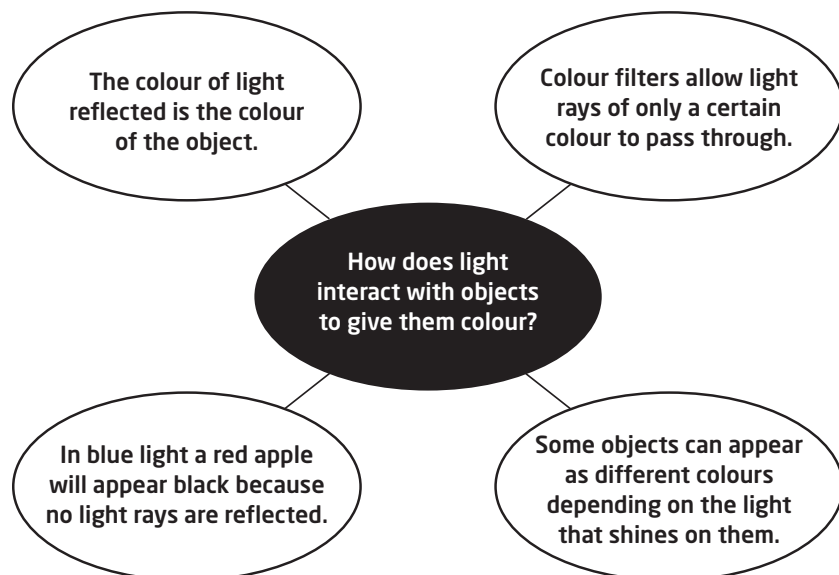 The colour of light
reflected is the colour
of the object.
Colour filters allow light
rays of only a certain
colour to pass through.
How does light
interact with objects
to give them colour?
In blue light a red apple
will appear black because
no light rays are reflected.
Some objects can appear
as different colours
depending on the light
that shines on them.